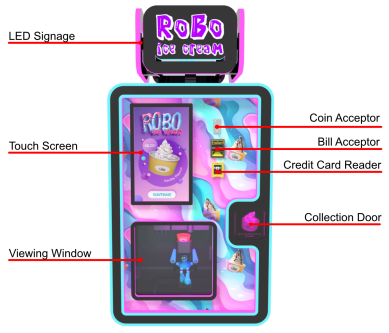 ROBO
ice cream
LED Signage
Coin Acceptor
Bill Acceptor
Touch Screen
Credit Card Reader
ROBO
Collection Door
Viewing Window